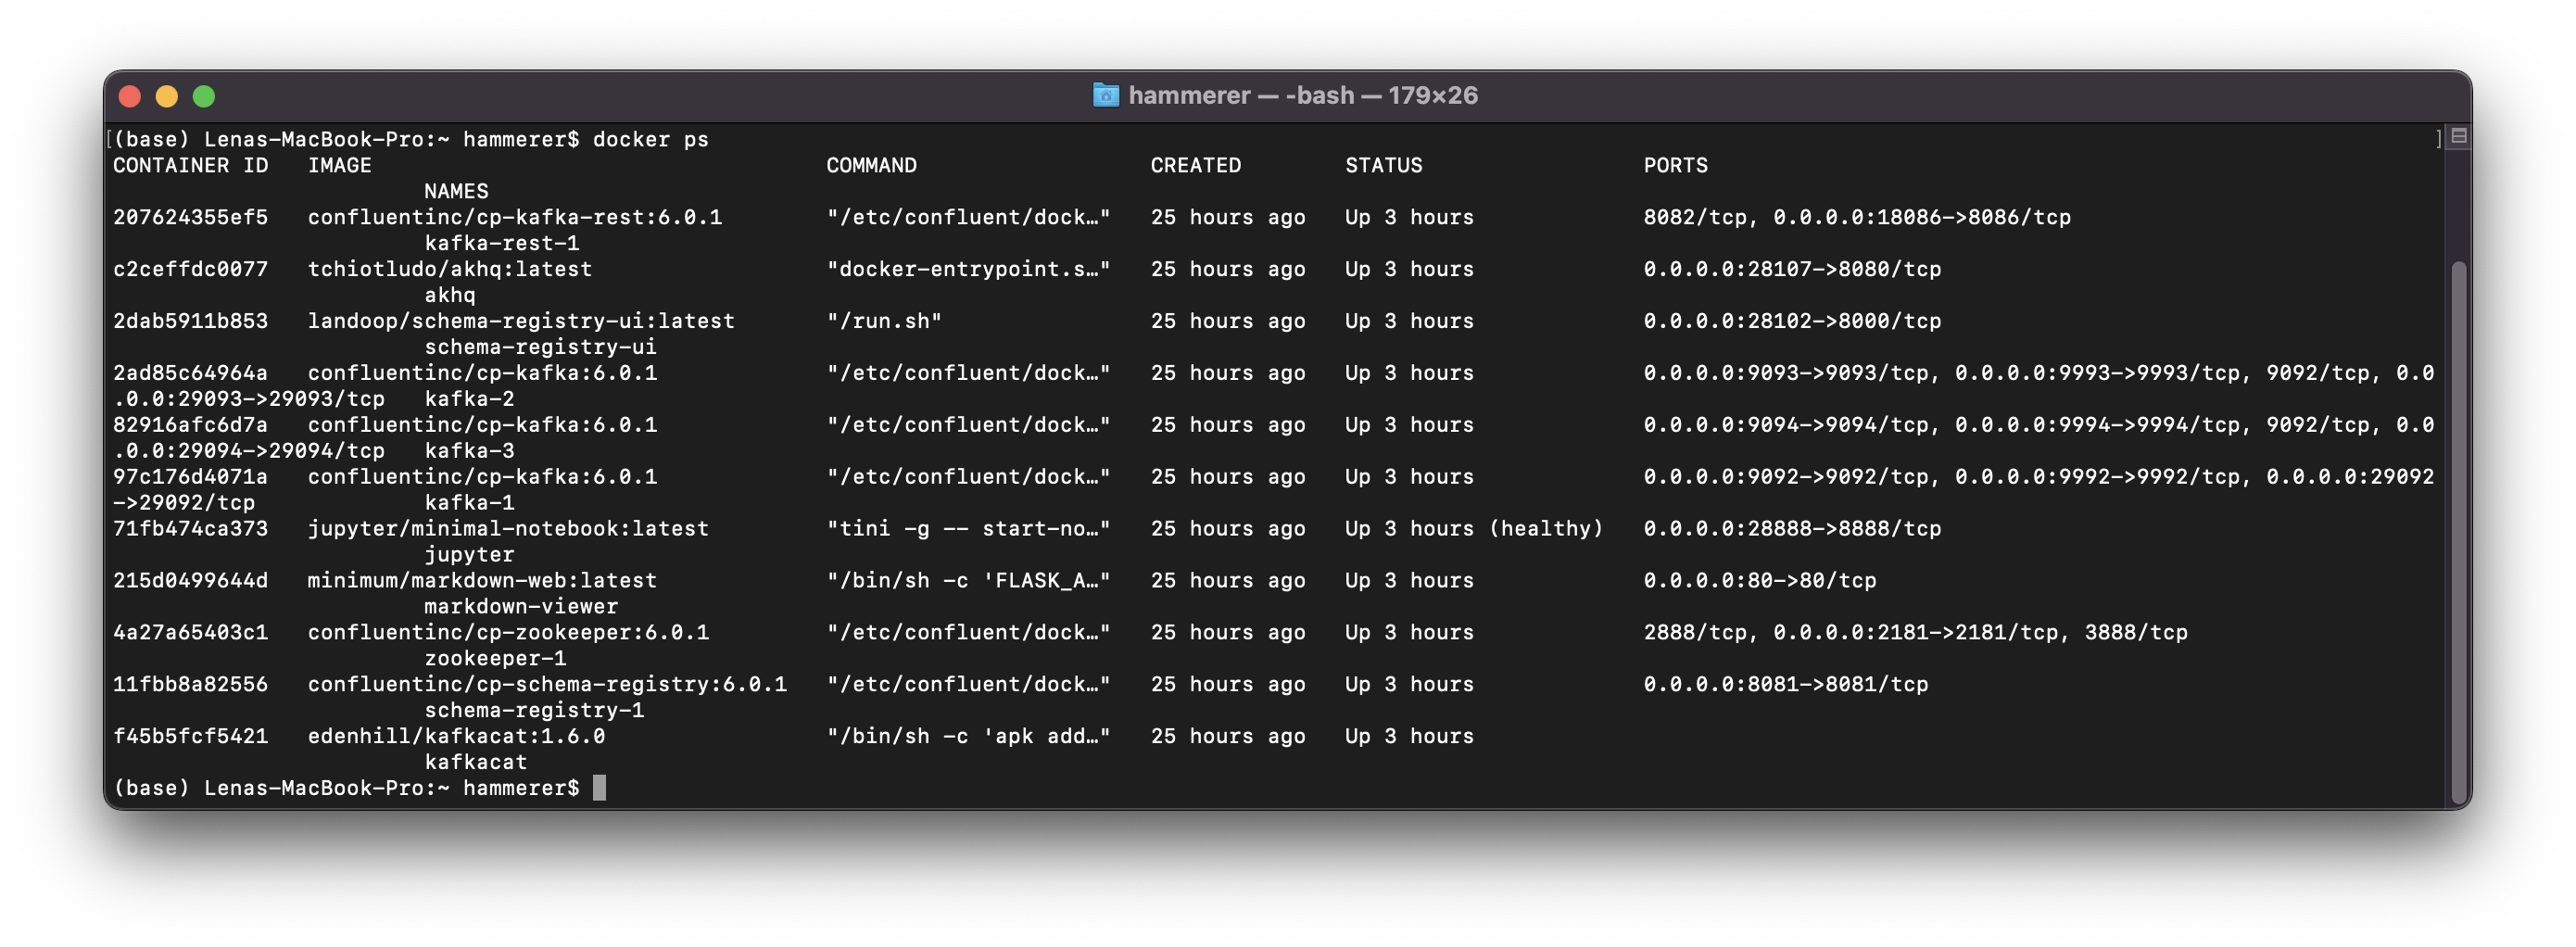 hammerer — -bash — 179×26
[(base) Lenas-MacBook-Pro:~ hammerer$ docker ps ]
CONTAINER ID   IMAGE                                   COMMAND                  CREATED        STATUS                 PORTS
                        NAMES
207624355ef5   confluentinc/cp-kafka-rest:6.0.1        "/etc/confluent/dock…"   25 hours ago   Up 3 hours             8082/tcp, 0.0.0.0:18086->8086/tcp
                        kafka-rest-1
c2ceffdc0077   tchiotludo/akhq:latest                  "docker-entrypoint.s…"   25 hours ago   Up 3 hours             0.0.0.0:28107->8080/tcp
                        akhq
2dab5911b853   landoop/schema-registry-ui:latest       "/run.sh"                25 hours ago   Up 3 hours             0.0.0.0:28102->8000/tcp
                        schema-registry-ui
2ad85c64964a   confluentinc/cp-kafka:6.0.1             "/etc/confluent/dock…"   25 hours ago   Up 3 hours             0.0.0.0:9093->9093/tcp, 0.0.0.0:9993->9993/tcp, 9092/tcp, 0.0
.0.0:29093->29093/tcp   kafka-2
82916afc6d7a   confluentinc/cp-kafka:6.0.1             "/etc/confluent/dock…"   25 hours ago   Up 3 hours             0.0.0.0:9094->9094/tcp, 0.0.0.0:9994->9994/tcp, 9092/tcp, 0.0
.0.0:29094->29094/tcp   kafka-3
97c176d4071a   confluentinc/cp-kafka:6.0.1             "/etc/confluent/dock…"   25 hours ago   Up 3 hours             0.0.0.0:9092->9092/tcp, 0.0.0.0:9992->9992/tcp, 0.0.0.0:29092
->29092/tcp             kafka-1
71fb474ca373   jupyter/minimal-notebook:latest         "tini -g -- start-no…"   25 hours ago   Up 3 hours (healthy)   0.0.0.0:28888->8888/tcp
                        jupyter
215d0499644d   minimum/markdown-web:latest             "/bin/sh -c 'FLASK_A…"   25 hours ago   Up 3 hours             0.0.0.0:80->80/tcp
                        markdown-viewer
4a27a65403c1   confluentinc/cp-zookeeper:6.0.1         "/etc/confluent/dock…"   25 hours ago   Up 3 hours             2888/tcp, 0.0.0.0:2181->2181/tcp, 3888/tcp
                        zookeeper-1
11fbb8a82556   confluentinc/cp-schema-registry:6.0.1   "/etc/confluent/dock…"   25 hours ago   Up 3 hours             0.0.0.0:8081->8081/tcp
                        schema-registry-1
f45b5fcf5421   edenhill/kafkacat:1.6.0                 "/bin/sh -c 'apk add…"   25 hours ago   Up 3 hours
                        kafkacat
(base) Lenas-MacBook-Pro:~ hammerer$